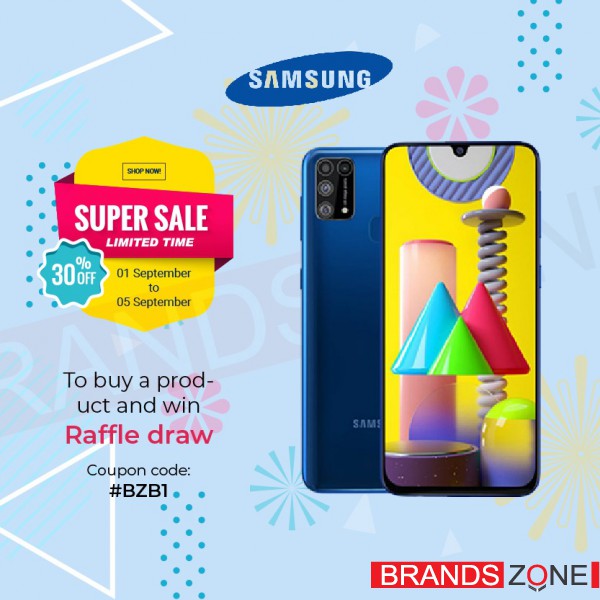 SAMSUNG
SHOP NOW!
SUPER SALE
LIMITED TIME
30% OFF
01 September
to
05 September
To buy a prod-
uct and win
Raffle draw
Coupon code:
#BZB1
SAMS
BRANDS ZONE